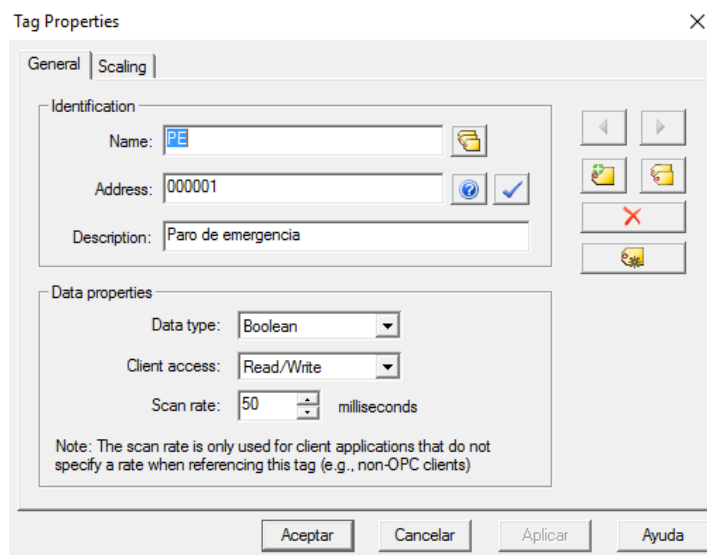 Tag Properties
General Scaling
Identification
Name: PE
Address: 000001
Description: Paro de emergencia
Data properties
Data type: Boolean
Client access: Read/Write
Scan rate: 50 milliseconds
Note: The scan rate is only used for client applications that do not
specify a rate when referencing this tag (e.g., non-OPC clients)
Aceptar Cancelar Aplicar Ayuda